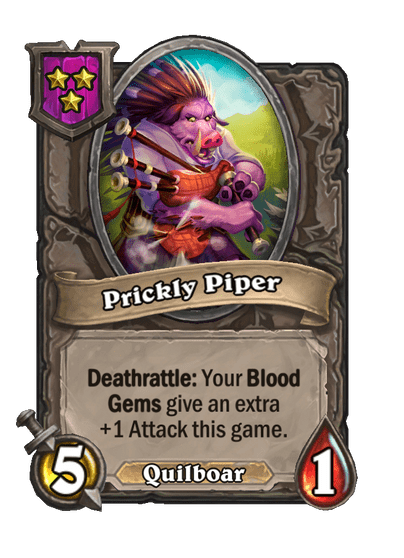 Prickly Piper
Deathrattle: Your Blood
Gems give an extra
+1 Attack this game.
5
Quilboar
1